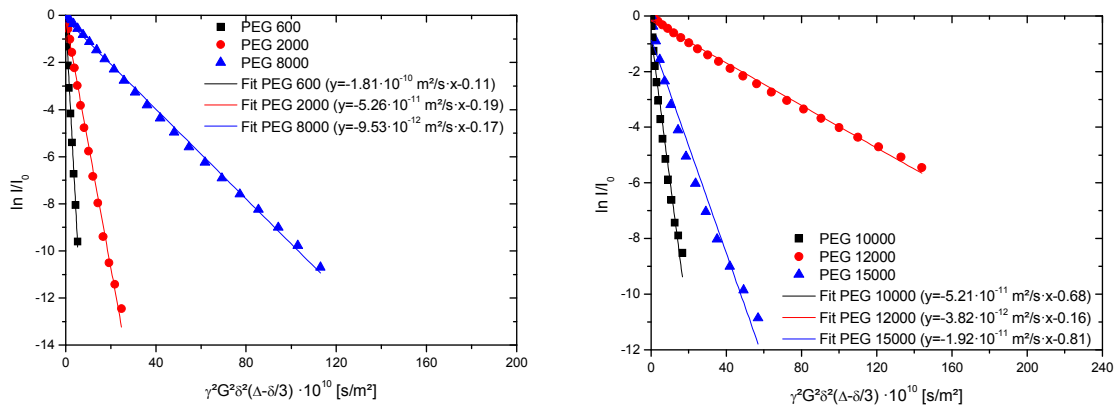 PEG 600
PEG 2000
PEG 8000
Fit PEG 600 (y=-1.81·10⁻¹⁰ m²/s·x-0.11)
Fit PEG 2000 (y=-5.26·10⁻¹¹ m²/s·x-0.19)
Fit PEG 8000 (y=-9.53·10⁻¹² m²/s·x-0.17)
ln I/I₀
0
-2
-4
-6
-8
-10
-12
-14
0
40
80
120
160
200
γ²G²δ²(Δ-δ/3) ·10¹⁰ [s/m²]
PEG 10000
PEG 12000
PEG 15000
Fit PEG 10000 (y=-5.21·10⁻¹¹ m²/s·x-0.68)
Fit PEG 12000 (y=-3.82·10⁻¹² m²/s·x-0.16)
Fit PEG 15000 (y=-1.92·10⁻¹¹ m²/s·x-0.81)
ln I/I₀
0
-2
-4
-6
-8
-10
-12
0
40
80
120
160
200
240
γ²G²δ²(Δ-δ/3) ·10¹⁰ [s/m²]